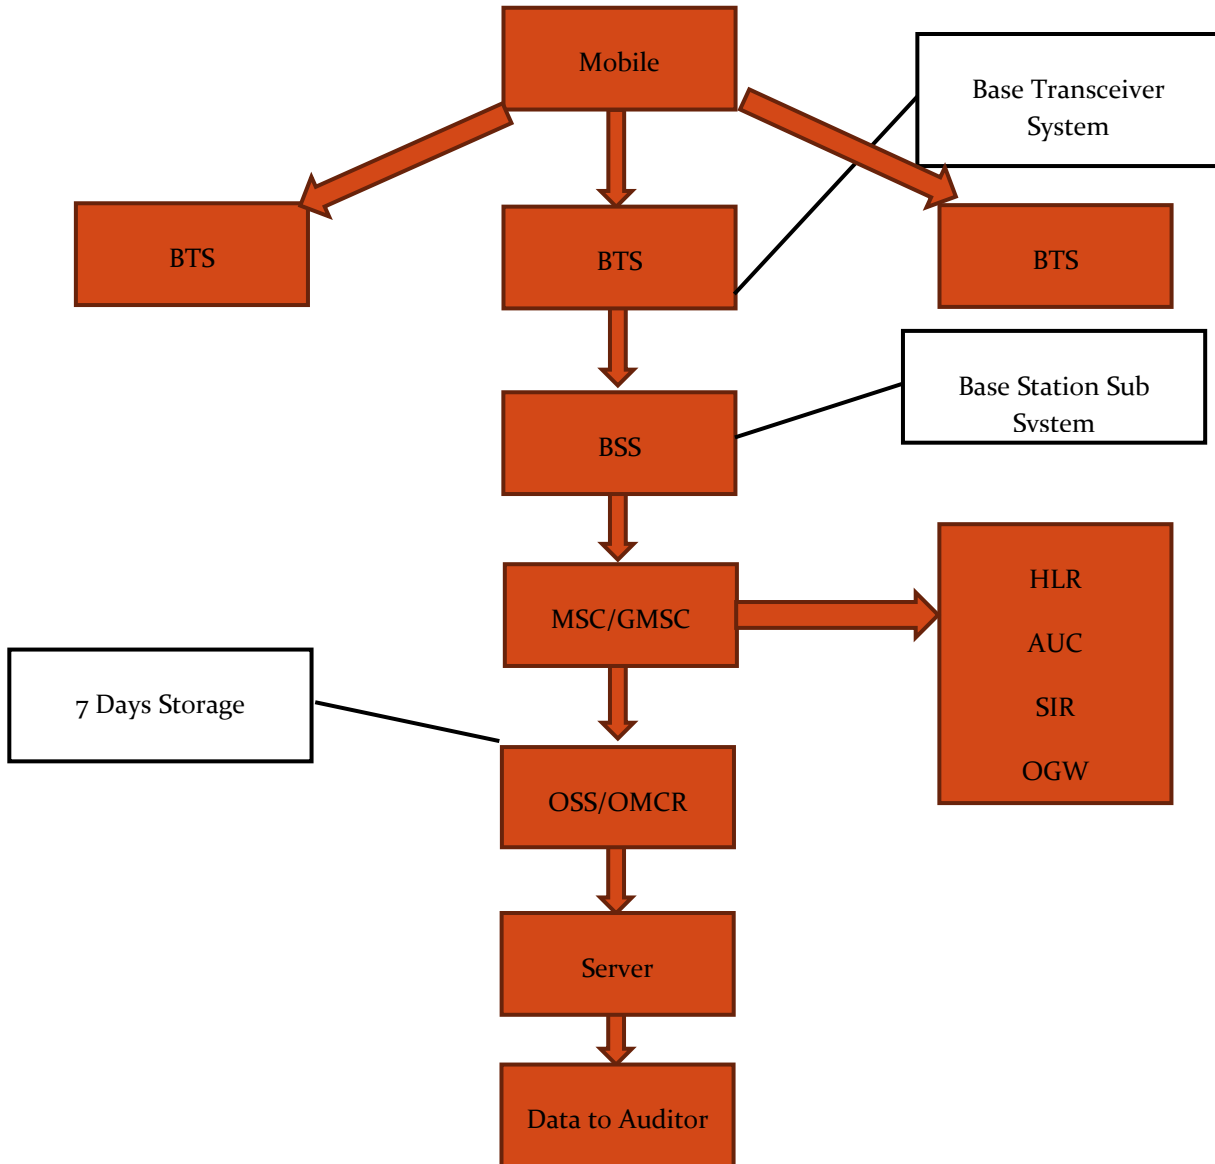 Mobile
Base Transceiver
System
BTS
BTS
BTS
Base Station Sub
System
BSS
HLR
MSC/GMSC
AUC
7 Days Storage
SIR
OGW
OSS/OMCR
Server
Data to Auditor